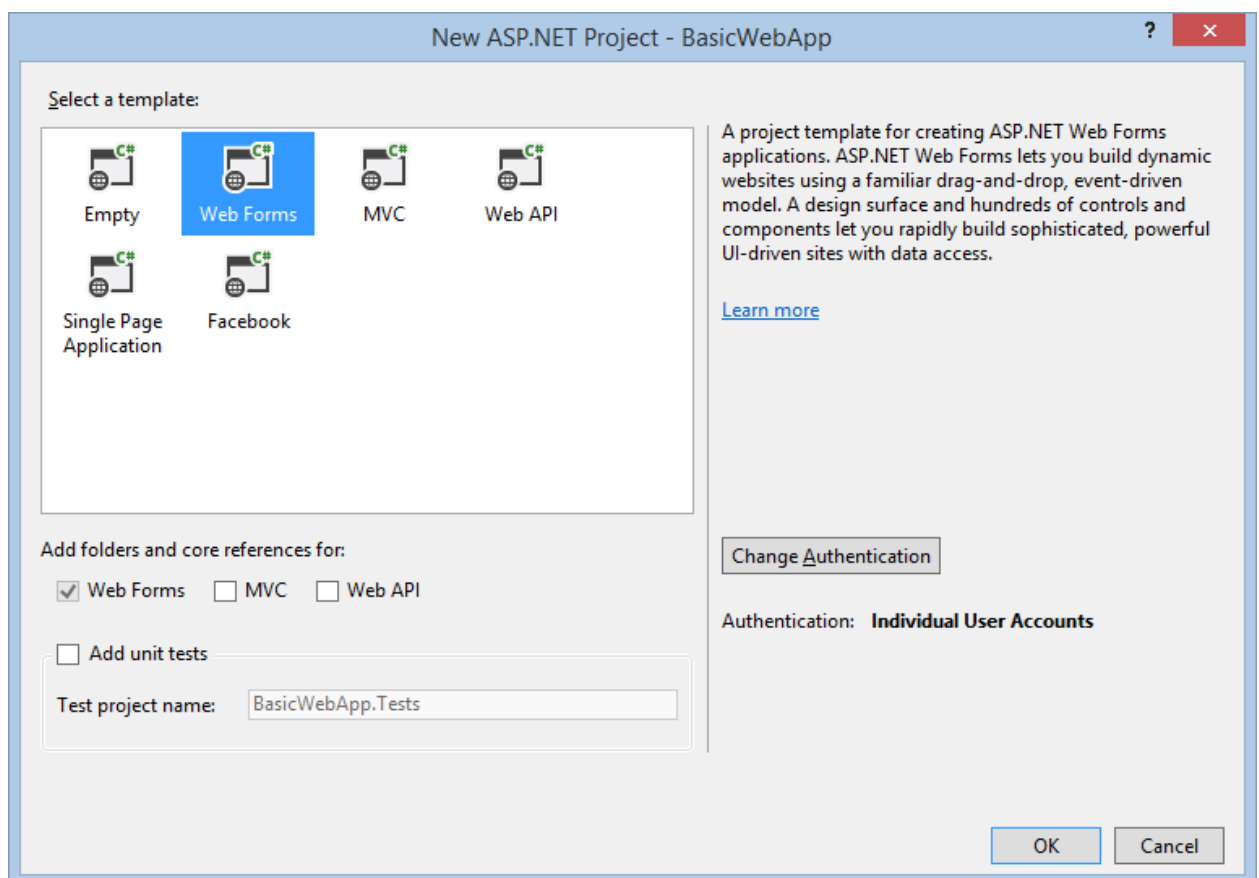 New ASP.NET Project - BasicWebApp
? ×
Select a template:
C# C# C# C#
Empty Web Forms MVC Web API
C# C#
Single Page Facebook
Application
A project template for creating ASP.NET Web Forms
applications. ASP.NET Web Forms lets you build dynamic
websites using a familiar drag-and-drop, event-driven
model. A design surface and hundreds of controls and
components let you rapidly build sophisticated, powerful
UI-driven sites with data access.
Learn more
Add folders and core references for:
Web Forms MVC Web API
Add unit tests
Test project name: BasicWebApp.Tests
Change Authentication
Authentication: Individual User Accounts
OK Cancel